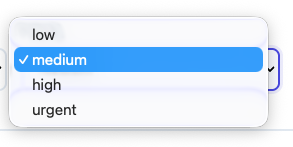 low
✓ medium
high
urgent